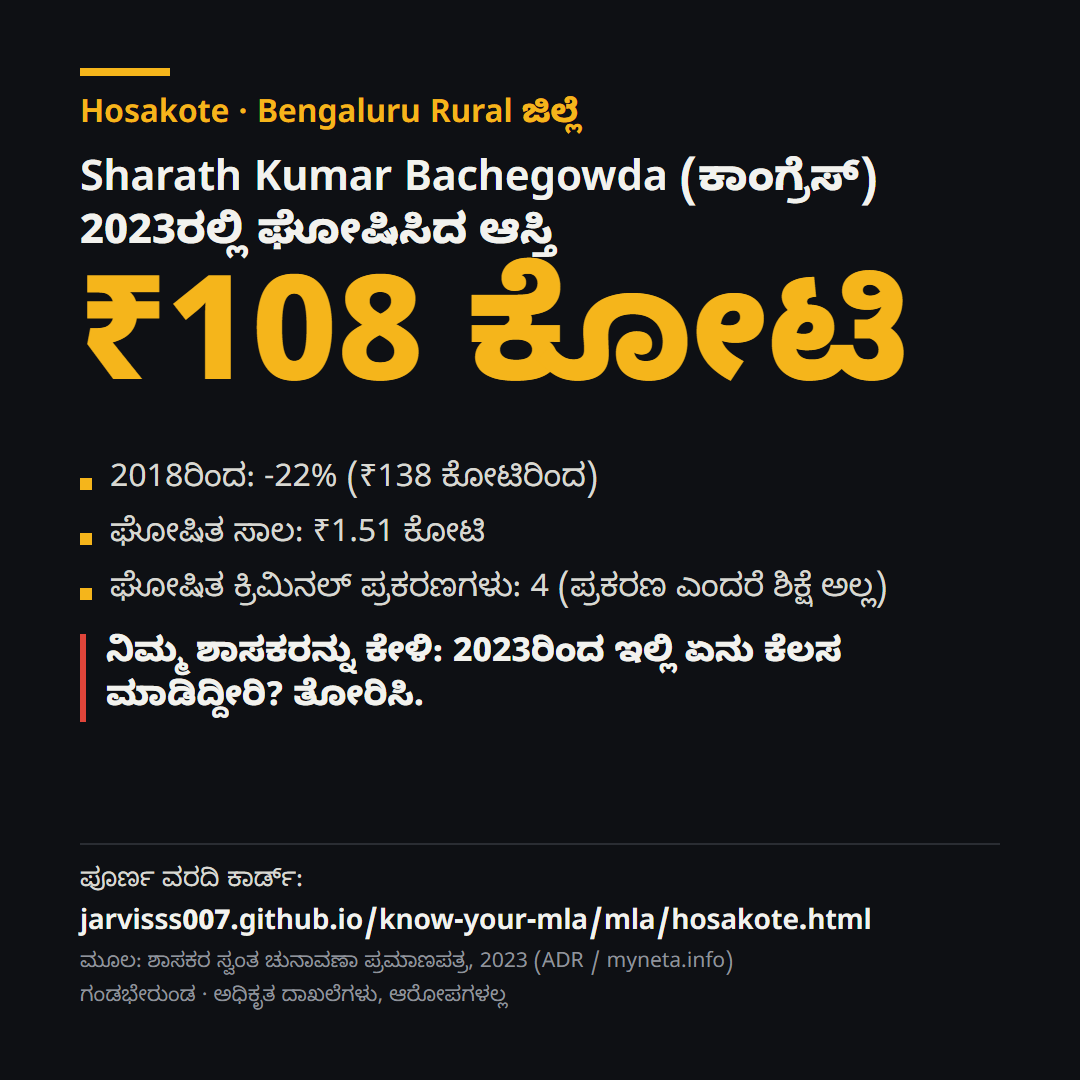 Hosakote · Bengaluru Rural ಜಿಲ್ಲೆ
Sharath Kumar Bachegowda (ಕಾಂಗ್ರೆಸ್)
2023ರಲ್ಲಿ ಘೋಷಿಸಿದ ಆಸ್ತಿ
₹108 ಕೋಟಿ
2018ರಿಂದ: -22% (₹138 ಕೋಟಿರಿಂದ)
ಘೋಷಿತ ಸಾಲ: ₹1.51 ಕೋಟಿ
ಘೋಷಿತ ಕ್ರಿಮಿನಲ್ ಪ್ರಕರಣಗಳು: 4 (ಪ್ರಕರಣ ಎಂದರೆ ಶಿಕ್ಷೆ ಅಲ್ಲ)
ನಿಮ್ಮ ಶಾಸಕರನ್ನು ಕೇಳಿ: 2023ರಿಂದ ಇಲ್ಲಿ ಏನು ಕೆಲಸ
ಮಾಡಿದ್ದೀರಿ? ತೋರಿಸಿ.
ಪೂರ್ಣ ವರದಿ ಕಾರ್ಡ್:
jarvisss007.github.io/know-your-mla/mla/hosakote.html
ಮೂಲ: ಶಾಸಕರ ಸ್ವಂತ ಚುನಾವಣಾ ಪ್ರಮಾಣಪತ್ರ, 2023 (ADR / myneta.info)
ಗಂಡಭೇರುಂಡ · ಅಧಿಕೃತ ದಾಖಲೆಗಳು, ಆರೋಪಗಳಲ್ಲ